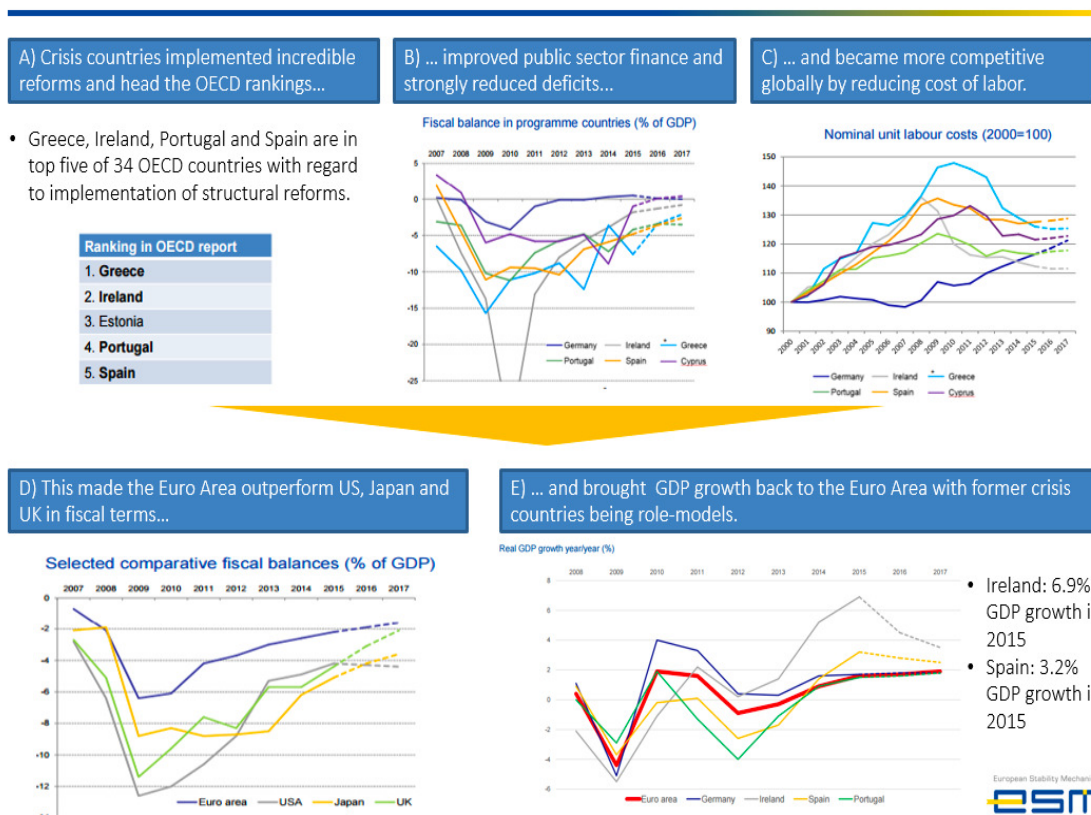 A) Crisis countries implemented incredible
reforms and head the OECD rankings...
• Greece, Ireland, Portugal and Spain are in
top five of 34 OECD countries with regard
to implementation of structural reforms.
Ranking in OECD report
1. Greece
2. Ireland
3. Estonia
4. Portugal
5. Spain
B) ... improved public sector finance and
strongly reduced deficits...
Fiscal balance in programme countries (% of GDP)
2007 2008 2009 2010 2011 2012 2013 2014 2015 2016 2017
5
0
-5
-10
-15
-20
-25
Germany Ireland * Greece
Portugal Spain Cyprus
C) ... and became more competitive
globally by reducing cost of labor.
Nominal unit labour costs (2000=100)
150
140
130
120
110
100
90
2000 2001 2002 2003 2004 2005 2006 2007 2008 2009 2010 2011 2012 2013 2014 2015 2016 2017
Germany Ireland * Greece
Portugal Spain Cyprus
D) This made the Euro Area outperform US, Japan and
UK in fiscal terms...
Selected comparative fiscal balances (% of GDP)
2007 2008 2009 2010 2011 2012 2013 2014 2015 2016 2017
0
-2
-4
-6
-8
-10
-12
Euro area USA Japan UK
E) ... and brought GDP growth back to the Euro Area with former crisis
countries being role-models.
Real GDP growth year/year (%)
2008 2009 2010 2011 2012 2013 2014 2015 2016 2017
8
6
4
2
0
-2
-4
-6
Euro area Germany Ireland Spain Portugal
• Ireland: 6.9%
GDP growth i
2015
• Spain: 3.2%
GDP growth i
2015
European Stability Mechani
esm